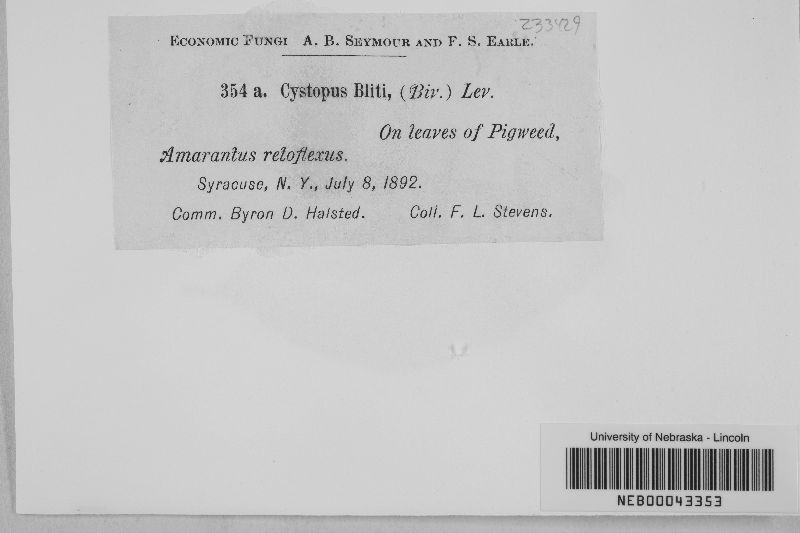 233429
Economic Fungi A. B. Seymour and F. S. Earle.
354 a. Cystopus Bliti, (Biv.) Lev.
On leaves of Pigweed,
Amarantus retoflexus.
Syracuse, N. Y., July 8, 1892.
Comm. Byron D. Halsted. Coll. F. L. Stevens.
University of Nebraska - Lincoln
NEB00043353